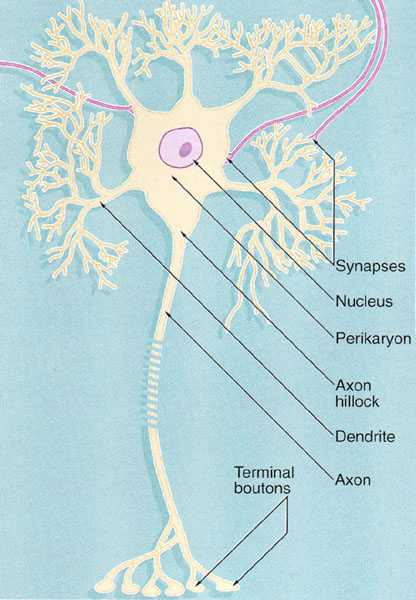 Synapses
Nucleus
Perikaryon
Axon
hillock
Dendrite
Terminal
boutons
Axon